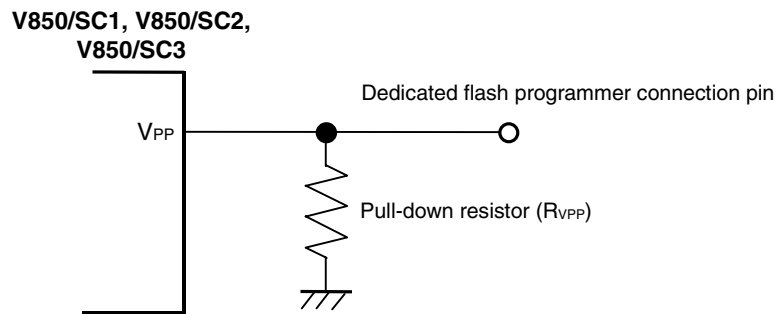 V850/SC1, V850/SC2,
V850/SC3
Dedicated flash programmer connection pin
VPP
Pull-down resistor (RVPP)